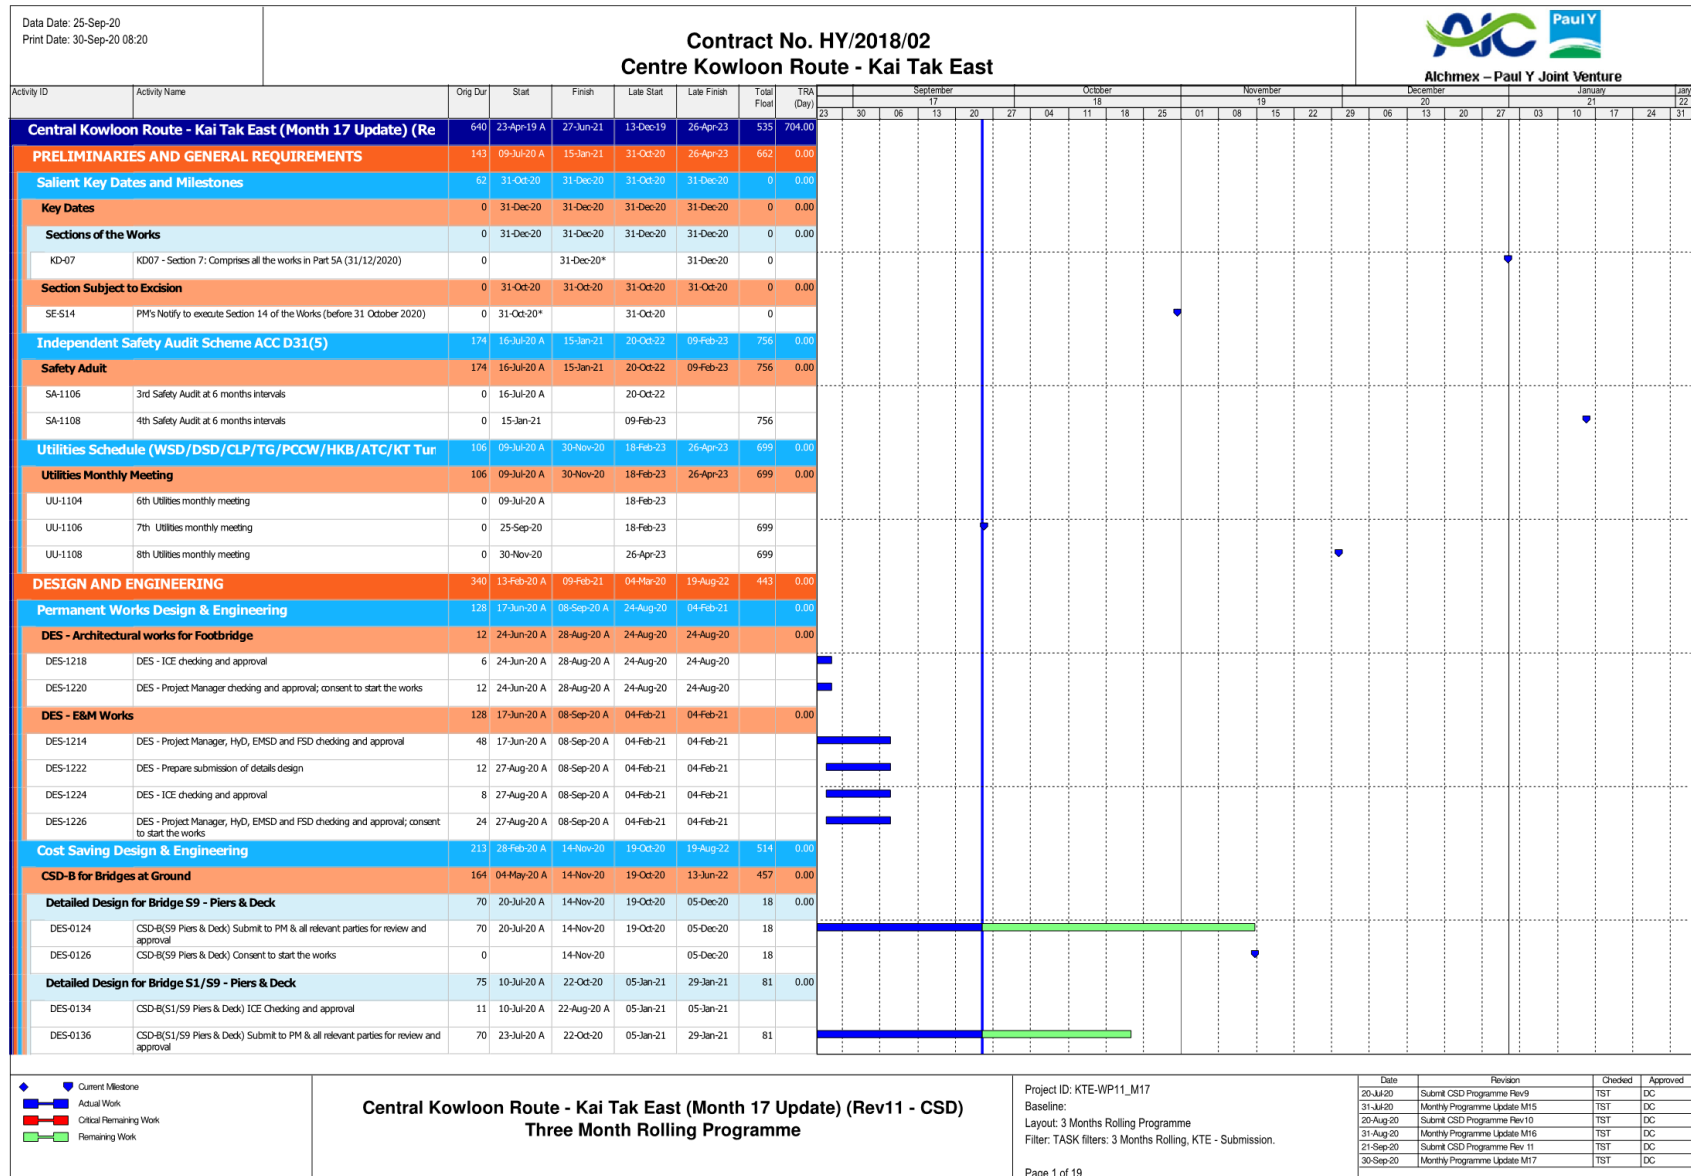 Data Date: 25-Sep-20
Print Date: 30-Sep-20 08:20
Contract No. HY/2018/02
Centre Kowloon Route - Kai Tak East
AJC
Paul Y
Alchmex – Paul Y Joint Venture
Activity ID Activity Name Orig Dur Start Finish Late Start Late Finish Total Float TRA (Day)
September October November December January
17 18 19 20 21 22
23 30 06 13 20 27 04 11 18 25 01 08 15 22 29 06 13 20 27 03 10 17 24 31
Central Kowloon Route - Kai Tak East (Month 17 Update) (Re 640 23-Apr-19 A 27-Jun-21 13-Dec-19 26-Apr-23 535 704.00
PRELIMINARIES AND GENERAL REQUIREMENTS 143 09-Jul-20 A 15-Jan-21 31-Oct-20 26-Apr-23 662 0.00
Salient Key Dates and Milestones 62 31-Oct-20 31-Dec-20 31-Oct-20 31-Dec-20 0 0.00
Key Dates 0 31-Dec-20 31-Dec-20 31-Dec-20 31-Dec-20 0 0.00
Sections of the Works 0 31-Dec-20 31-Dec-20 31-Dec-20 31-Dec-20 0 0.00
KD-07 KD07 - Section 7: Comprises all the works in Part 5A (31/12/2020) 0 31-Dec-20* 31-Dec-20 0
Section Subject to Excision 0 31-Oct-20 31-Oct-20 31-Oct-20 31-Oct-20 0 0.00
SE-S14 PM's Notify to execute Section 14 of the Works (before 31 October 2020) 0 31-Oct-20* 31-Oct-20 0
Independent Safety Audit Scheme ACC D31(5) 174 16-Jul-20 A 15-Jan-21 20-Oct-22 09-Feb-23 756 0.00
Safety Aduit 174 16-Jul-20 A 15-Jan-21 20-Oct-22 09-Feb-23 756 0.00
SA-1106 3rd Safety Audit at 6 months intervals 0 16-Jul-20 A 20-Oct-22
SA-1108 4th Safety Audit at 6 months intervals 0 15-Jan-21 09-Feb-23 756
Utilities Schedule (WSD/DSD/CLP/TG/PCCW/HKB/ATC/KT Tun 106 09-Jul-20 A 30-Nov-20 18-Feb-23 26-Apr-23 699 0.00
Utilities Monthly Meeting 106 09-Jul-20 A 30-Nov-20 18-Feb-23 26-Apr-23 699 0.00
UU-1104 6th Utilities monthly meeting 0 09-Jul-20 A 18-Feb-23
UU-1106 7th Utilities monthly meeting 0 25-Sep-20 18-Feb-23 699
UU-1108 8th Utilities monthly meeting 0 30-Nov-20 26-Apr-23 699
DESIGN AND ENGINEERING 340 13-Feb-20 A 09-Feb-21 04-Mar-20 19-Aug-22 443 0.00
Permanent Works Design & Engineering 128 17-Jun-20 A 08-Sep-20 A 24-Aug-20 04-Feb-21 0.00
DES - Architectural works for Footbridge 12 24-Jun-20 A 28-Aug-20 A 24-Aug-20 24-Aug-20 0.00
DES-1218 DES - ICE checking and approval 6 24-Jun-20 A 28-Aug-20 A 24-Aug-20 24-Aug-20
DES-1220 DES - Project Manager checking and approval; consent to start the works 12 24-Jun-20 A 28-Aug-20 A 24-Aug-20 24-Aug-20
DES - E&M Works 128 17-Jun-20 A 08-Sep-20 A 04-Feb-21 04-Feb-21 0.00
DES-1214 DES - Project Manager, HyD, EMSD and FSD checking and approval 48 17-Jun-20 A 08-Sep-20 A 04-Feb-21 04-Feb-21
DES-1222 DES - Prepare submission of details design 12 27-Aug-20 A 08-Sep-20 A 04-Feb-21 04-Feb-21
DES-1224 DES - ICE checking and approval 8 27-Aug-20 A 08-Sep-20 A 04-Feb-21 04-Feb-21
DES-1226 DES - Project Manager, HyD, EMSD and FSD checking and approval; consent 24 27-Aug-20 A 08-Sep-20 A 04-Feb-21 04-Feb-21
to start the works
Cost Saving Design & Engineering 213 28-Feb-20 A 14-Nov-20 19-Oct-20 19-Aug-22 514 0.00
CSD-B for Bridges at Ground 164 04-May-20 A 14-Nov-20 19-Oct-20 13-Jun-22 457 0.00
Detailed Design for Bridge S9 - Piers & Deck 70 20-Jul-20 A 14-Nov-20 19-Oct-20 05-Dec-20 18 0.00
DES-0124 CSD-B(S9 Piers & Deck) Submit to PM & all relevant parties for review and 70 20-Jul-20 A 14-Nov-20 19-Oct-20 05-Dec-20 18
approval
DES-0126 CSD-B(S9 Piers & Deck) Consent to start the works 0 14-Nov-20 05-Dec-20 18
Detailed Design for Bridge S1/S9 - Piers & Deck 75 10-Jul-20 A 22-Oct-20 05-Jan-21 29-Jan-21 81 0.00
DES-0134 CSD-B(S1/S9 Piers & Deck) ICE Checking and approval 11 10-Jul-20 A 22-Aug-20 A 05-Jan-21 05-Jan-21
DES-0136 CSD-B(S1/S9 Piers & Deck) Submit to PM & all relevant parties for review and 70 23-Jul-20 A 22-Oct-20 05-Jan-21 29-Jan-21 81
approval
Current Milestone
Actual Work
Critical Remaining Work
Remaining Work
Central Kowloon Route - Kai Tak East (Month 17 Update) (Rev11 - CSD)
Three Month Rolling Programme
Project ID: KTE-WP11_M17
Baseline:
Layout: 3 Months Rolling Programme
Filter: TASK filters: 3 Months Rolling, KTE - Submission.
Page 1 of 19
Date Revision Checked Approved
20-Jul-20 Submit CSD Programme Rev9 TST DC
31-Jul-20 Monthly Programme Update M15 TST DC
20-Aug-20 Submit CSD Programme Rev10 TST DC
31-Aug-20 Monthly Programme Update M16 TST DC
21-Sep-20 Submit CSD Programme Rev 11 TST DC
30-Sep-20 Monthly Programme Update M17 TST DC